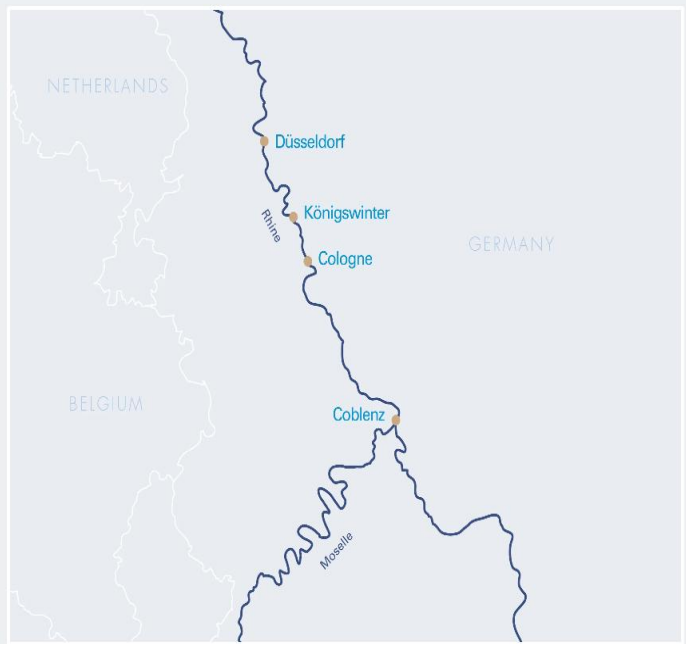 NETHERLANDS
Düsseldorf
Königswinter
Rhine
GERMANY
Cologne
BELGIUM
Coblenz
Moselle